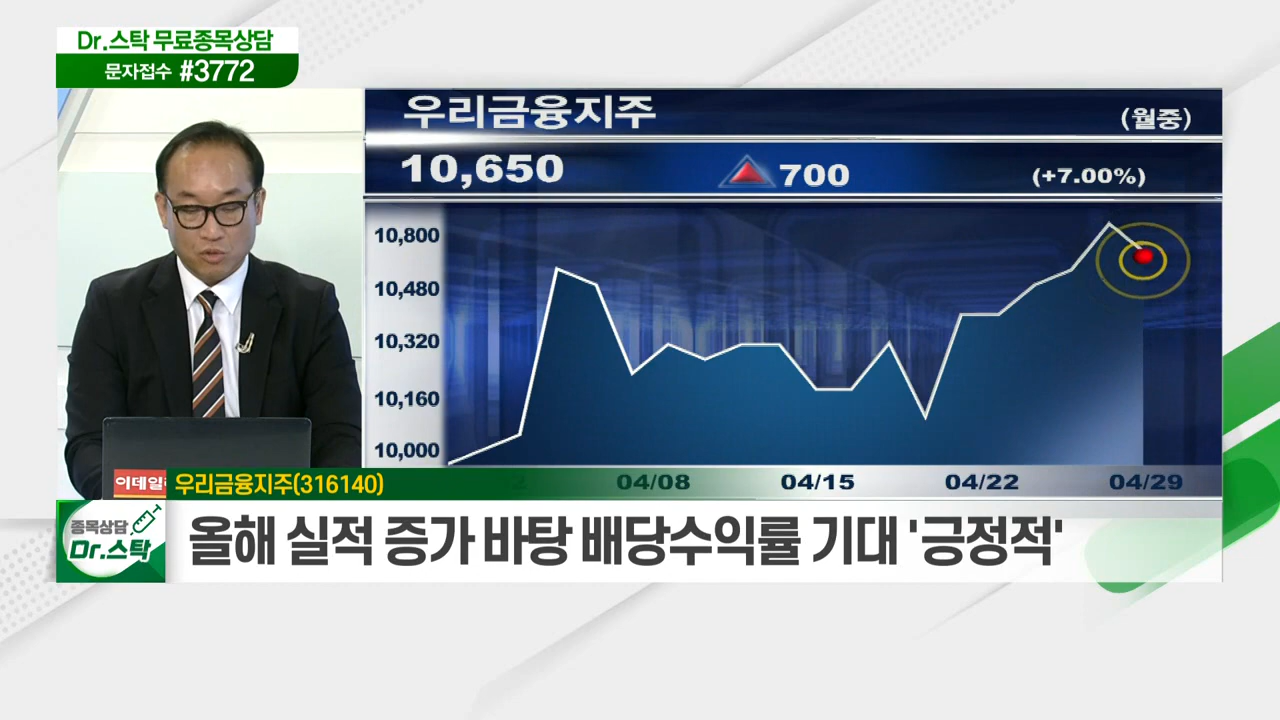 Dr.스탁 무료종목상담
문자접수 #3772
우리금융지주
(월중)
10,650
700
(+7.00%)
10,800
10,480
10,320
10,160
10,000
04/08
04/15
04/22
04/29
이데일리
우리금융지주(316140)
종목상담
Dr.스탁
올해 실적 증가 바탕 배당수익률 기대 '긍정적'